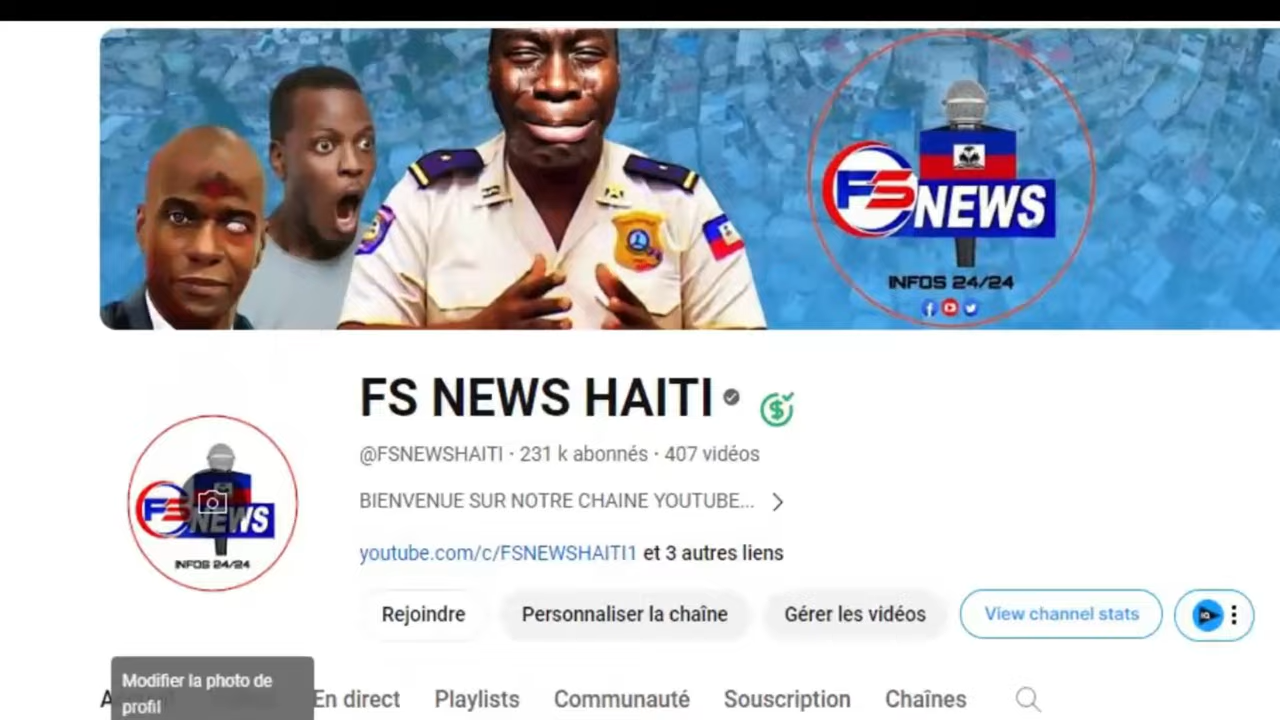 FS NEWS
INFOS 24/24
FS NEWS HAITI
@FSNEWSHAITI · 231 k abonnés · 407 vidéos
BIENVENUE SUR NOTRE CHAINE YOUTUBE...
youtube.com/c/FSNEWSHAITI1 et 3 autres liens
FS NEWS
INFOS 24/24
Rejoindre Personnaliser la chaîne Gérer les vidéos View channel stats
Modifier la photo de
profil
En direct Playlists Communauté Souscription Chaînes